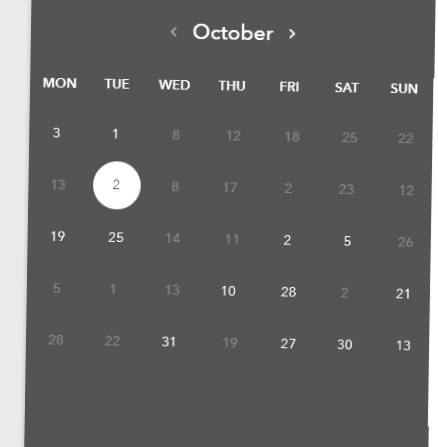 ‹ October ›
MON TUE WED THU FRI SAT SUN
3 1 8 12 18 25 22
13 2 8 17 2 23 12
19 25 14 11 2 5 26
5 1 13 10 28 2 21
28 22 31 19 27 30 13